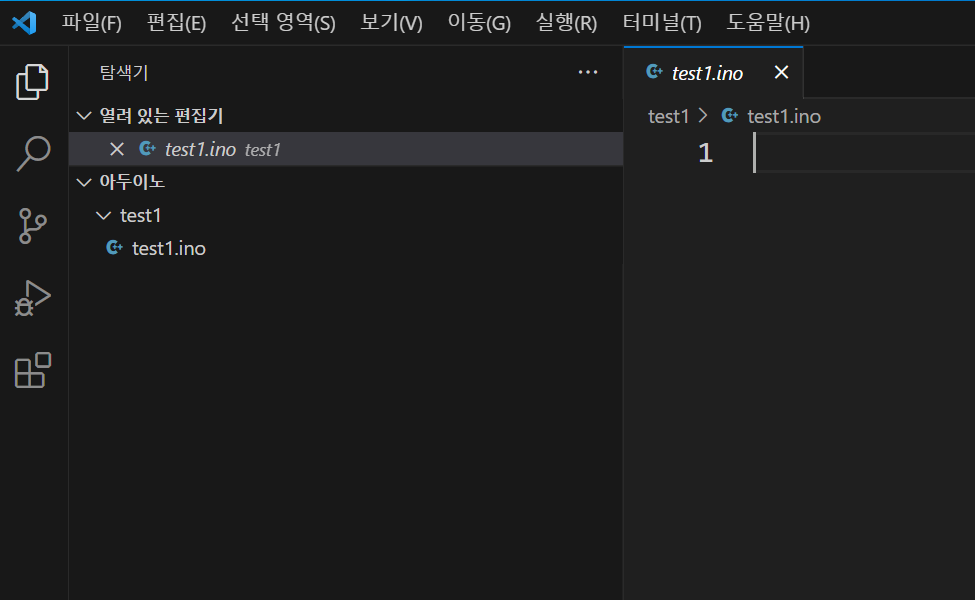 파일(F) 편집(E) 선택 영역(S) 보기(V) 이동(G) 실행(R) 터미널(T) 도움말(H)
탐색기 ···
열려 있는 편집기
test1.ino test1
아두이노
test1
test1.ino
test1.ino
test1 > test1.ino
1